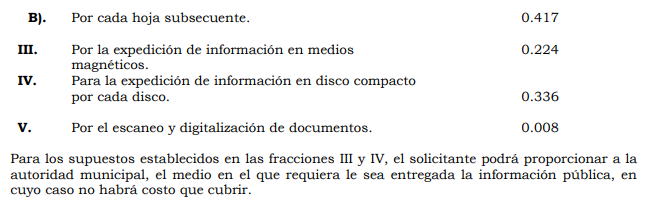 B). Por cada hoja subsecuente. 0.417
III. Por la expedición de información en medios 0.224
magnéticos.
IV. Para la expedición de información en disco compacto
por cada disco. 0.336
V. Por el escaneo y digitalización de documentos. 0.008
Para los supuestos establecidos en las fracciones III y IV, el solicitante podrá proporcionar a la
autoridad municipal, el medio en el que requiera le sea entregada la información pública, en
cuyo caso no habrá costo que cubrir.